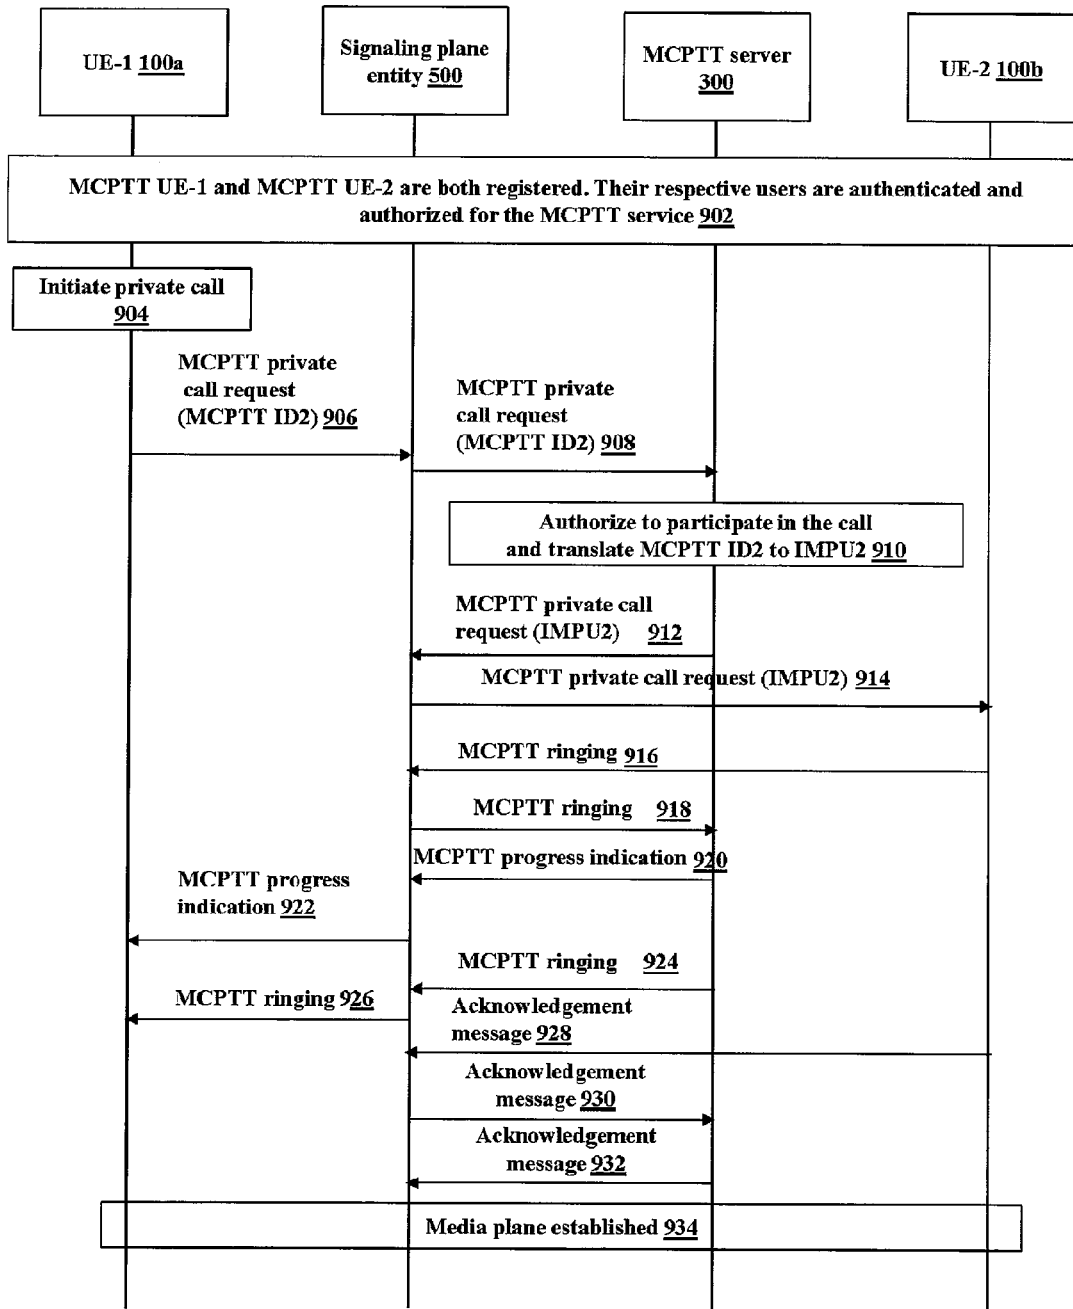 UE-1 100a
Signaling plane
entity 500
MCPTT server
300
UE-2 100b
MCPTT UE-1 and MCPTT UE-2 are both registered. Their respective users are authenticated and
authorized for the MCPTT service 902
Initiate private call
904
MCPTT private
call request
(MCPTT ID2) 906
MCPTT private
call request
(MCPTT ID2) 908
Authorize to participate in the call
and translate MCPTT ID2 to IMPU2 910
MCPTT private call
request (IMPU2) 912
MCPTT private call request (IMPU2) 914
MCPTT ringing 916
MCPTT ringing 918
MCPTT progress indication 920
MCPTT progress
indication 922
MCPTT ringing 924
MCPTT ringing 926
Acknowledgement
message 928
Acknowledgement
message 930
Acknowledgement
message 932
Media plane established 934